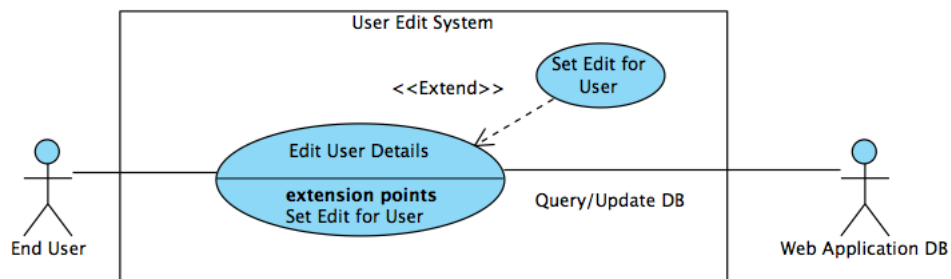 User Edit System
Set Edit for
User
<<Extend>>
Edit User Details
extension points
Set Edit for User
Query/Update DB
End User
Web Application DB